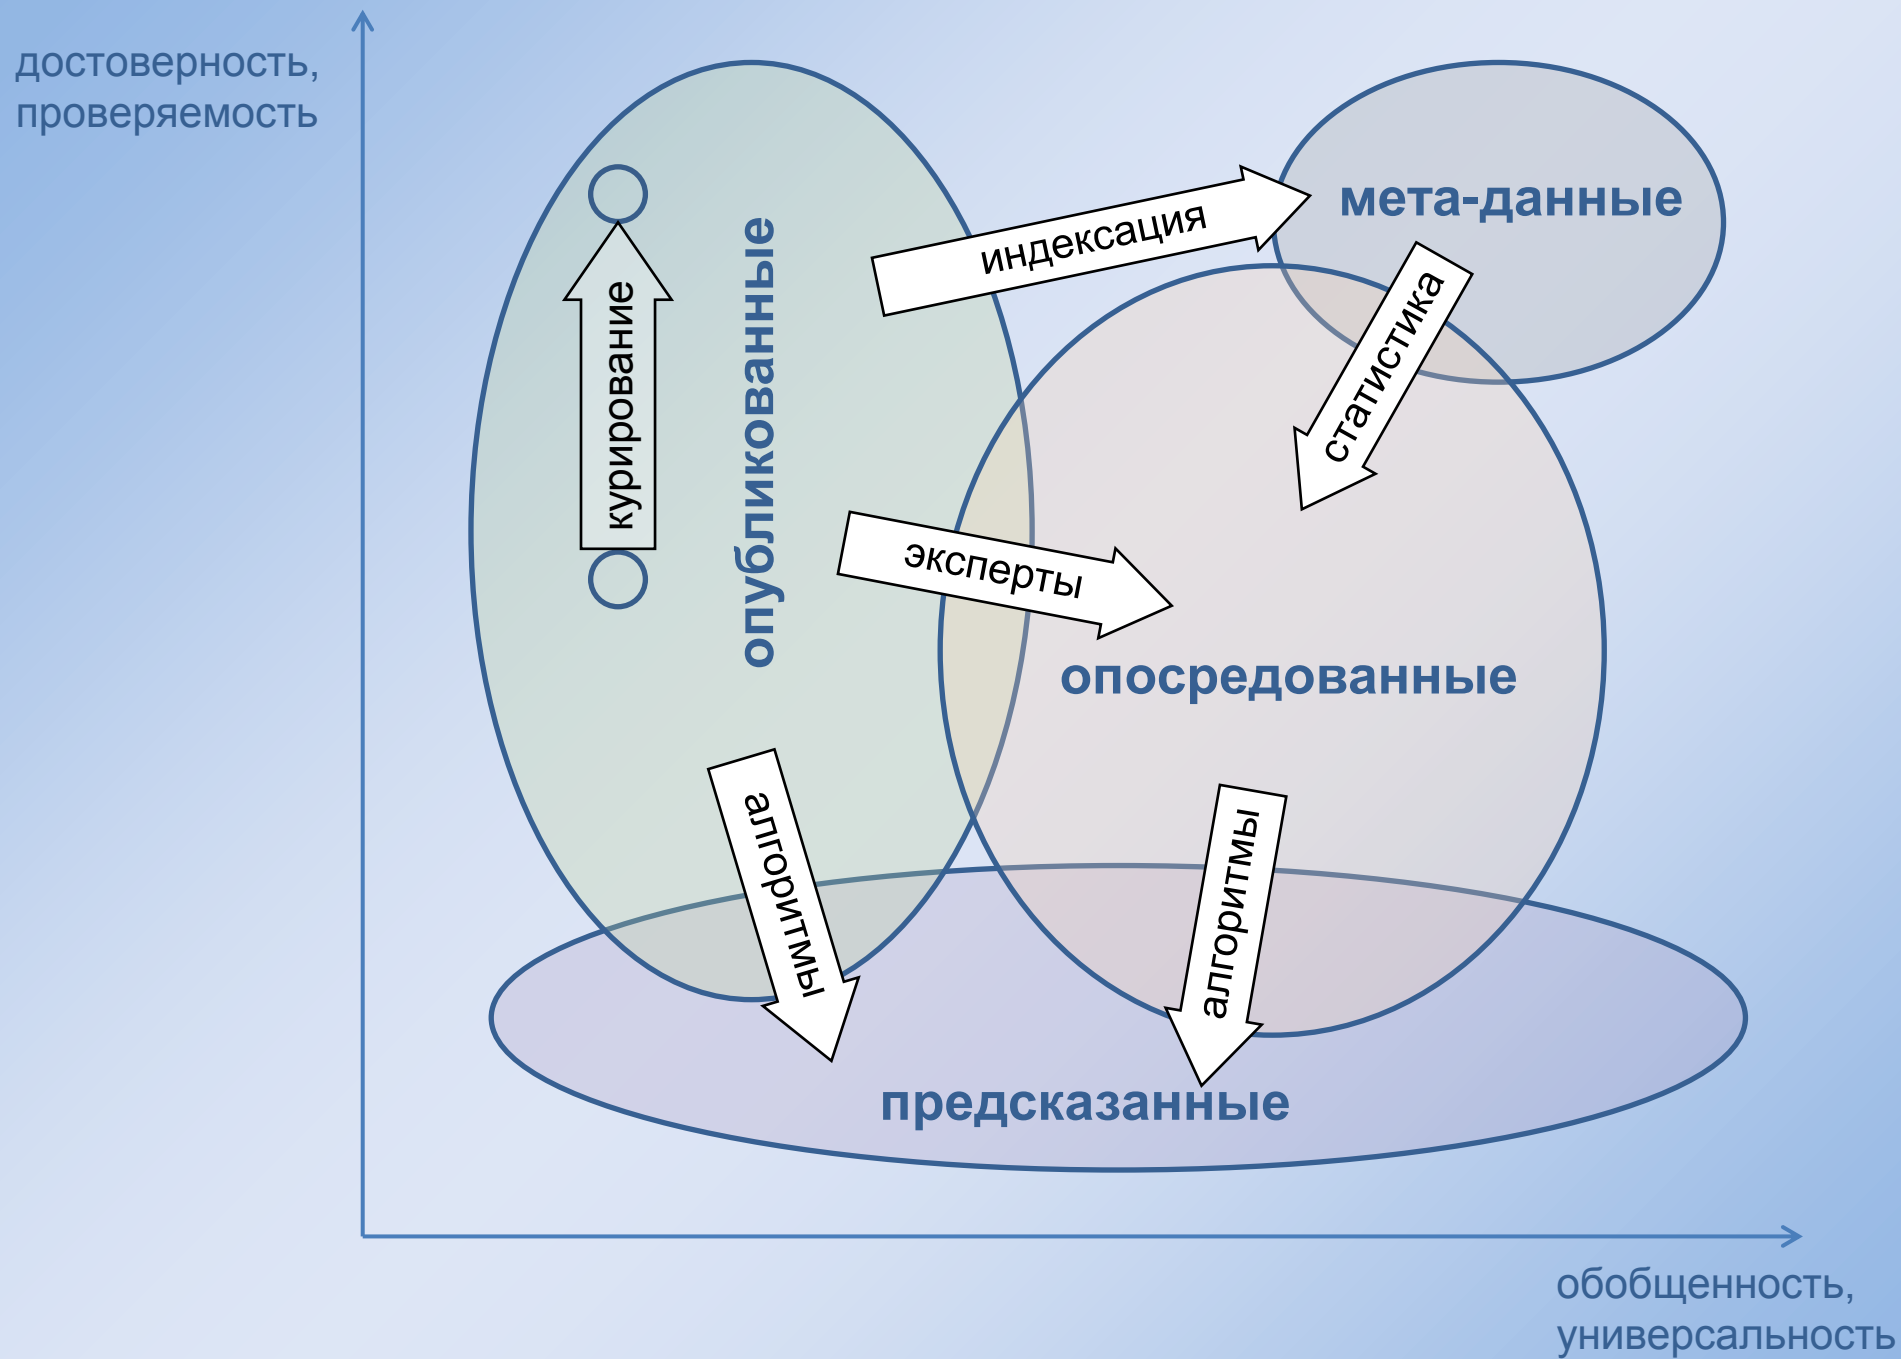 достоверность,
проверяемость
мета-данные
индексация
опубликованные
курирование
статистика
эксперты
опосредованные
алгоритмы
алгоритмы
предсказанные
обобщенность,
универсальность